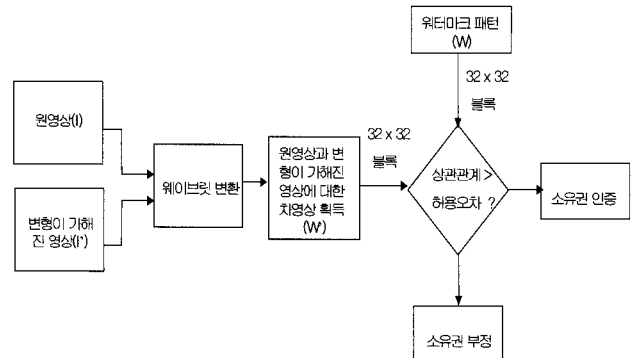 워터마크 패턴
(W)
32 x 32
블록
원영상(I)
변형이 가해
진 영상(I')
웨이브릿 변환
원영상과 변
형이 가해진
영상에 대한
차영상 획득
(W')
32 x 32
블록
상관관계 >
허용오차 ?
소유권 인증
소유권 부정